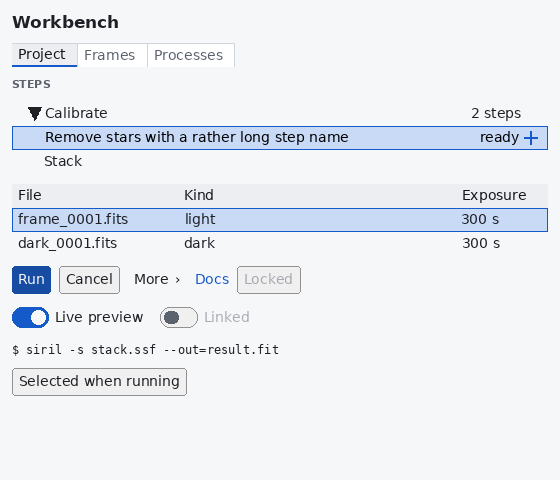 Workbench
Project Frames Processes
STEPS
Calibrate 2 steps
Remove stars with a rather long step name ready
Stack
File Kind Exposure
frame_0001.fits light 300 s
dark_0001.fits dark 300 s
Run Cancel More › Docs Locked
Live preview Linked
$ siril -s stack.ssf --out=result.fit
Selected when running